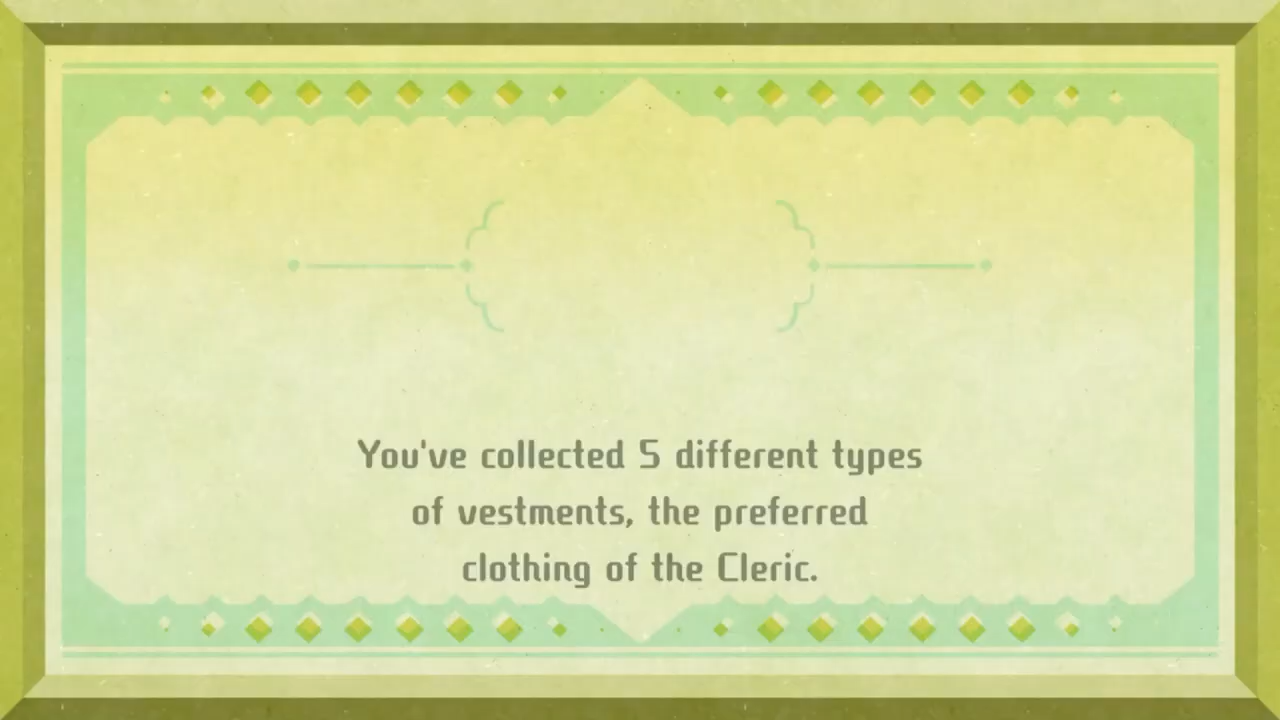 You've collected 5 different types
of vestments, the preferred
clothing of the Cleric.